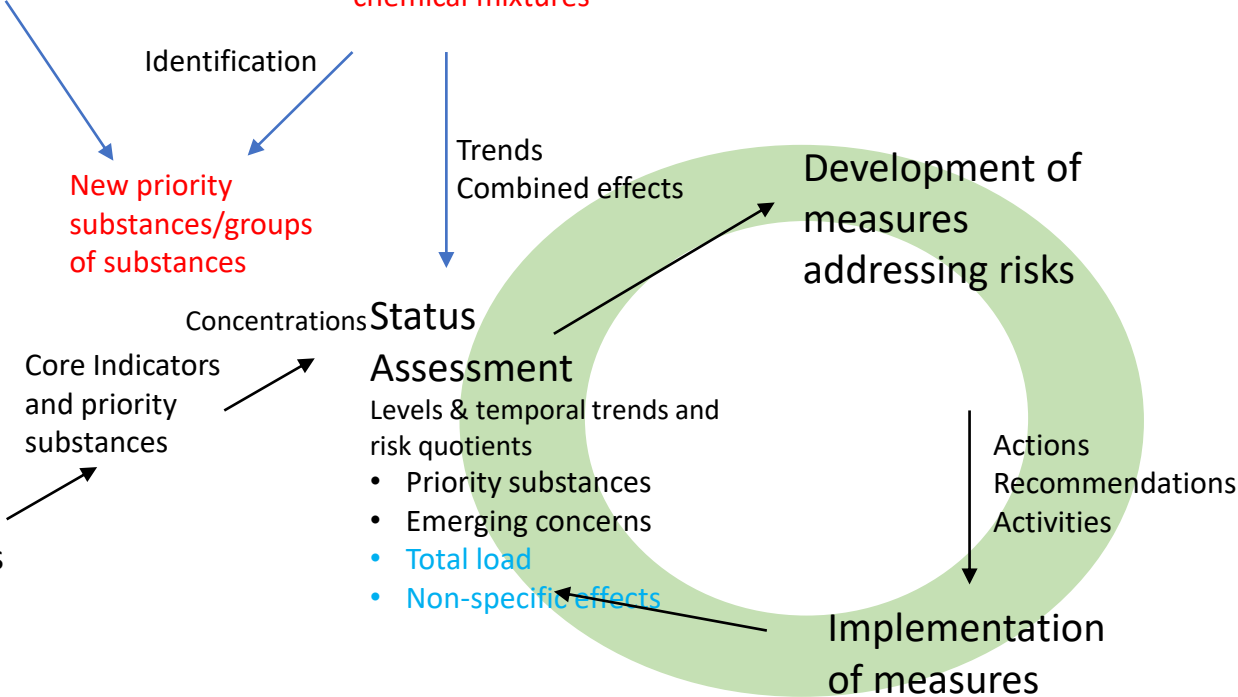 chemical mixtures
Identification
Trends
Combined effects
New priority
substances/groups
of substances
Development of
measures
addressing risks
Concentrations
Status
Assessment
Core Indicators
and priority
substances
Levels & temporal trends and
risk quotients
• Priority substances
• Emerging concerns
• Total load
• Non-specific effects
Actions
Recommendations
Activities
Implementation
of measures